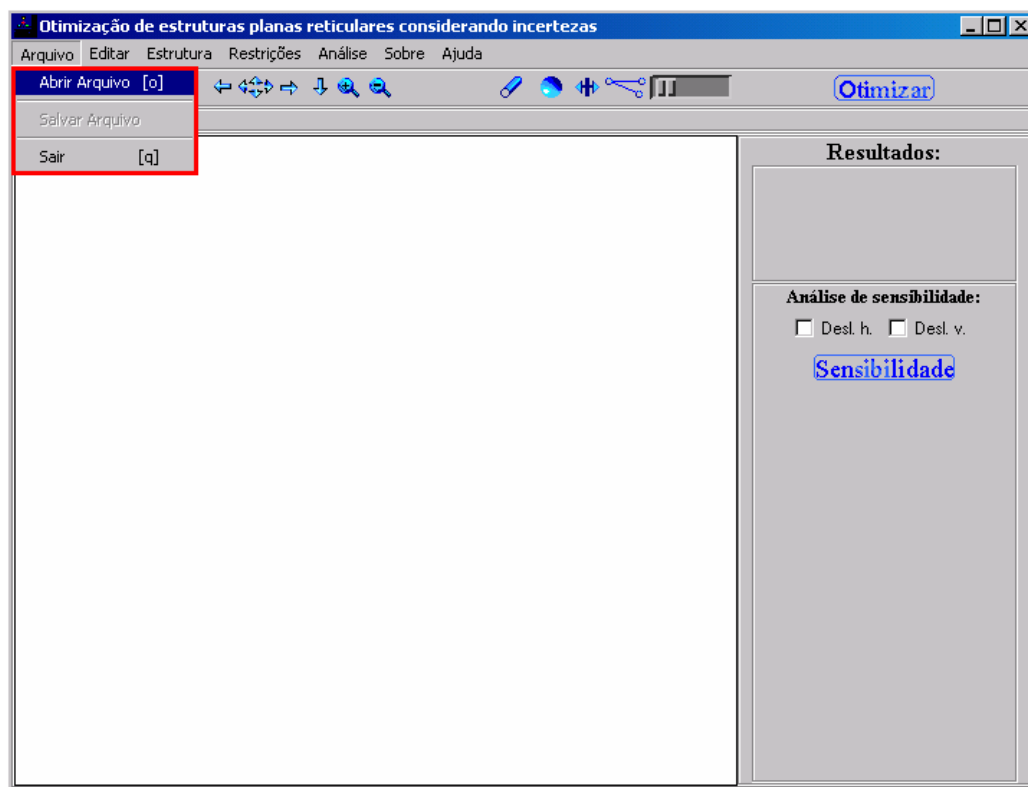 Otimização de estruturas planas reticulares considerando incertezas
Arquivo Editar Estrutura Restrições Análise Sobre Ajuda
Abrir Arquivo [o]
Otimizar
Salvar Arquivo
Sair [q]
Resultados:
Análise de sensibilidade:
Desl. h. Desl. v.
Sensibilidade